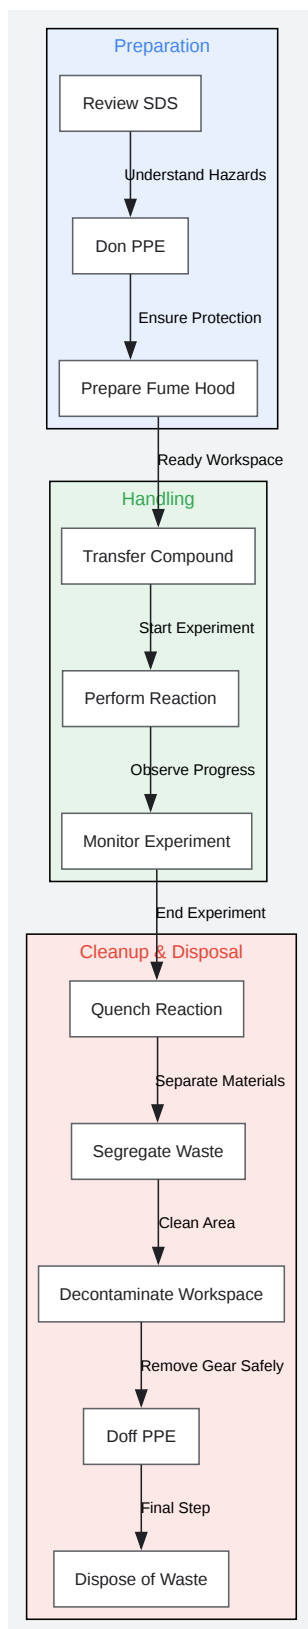 Preparation
Review SDS
Understand Hazards
Don PPE
Ensure Protection
Prepare Fume Hood
Ready Workspace
Handling
Transfer Compound
Start Experiment
Perform Reaction
Observe Progress
Monitor Experiment
End Experiment
Cleanup & Disposal
Quench Reaction
Separate Materials
Segregate Waste
Clean Area
Decontaminate Workspace
Remove Gear Safely
Doff PPE
Final Step
Dispose of Waste